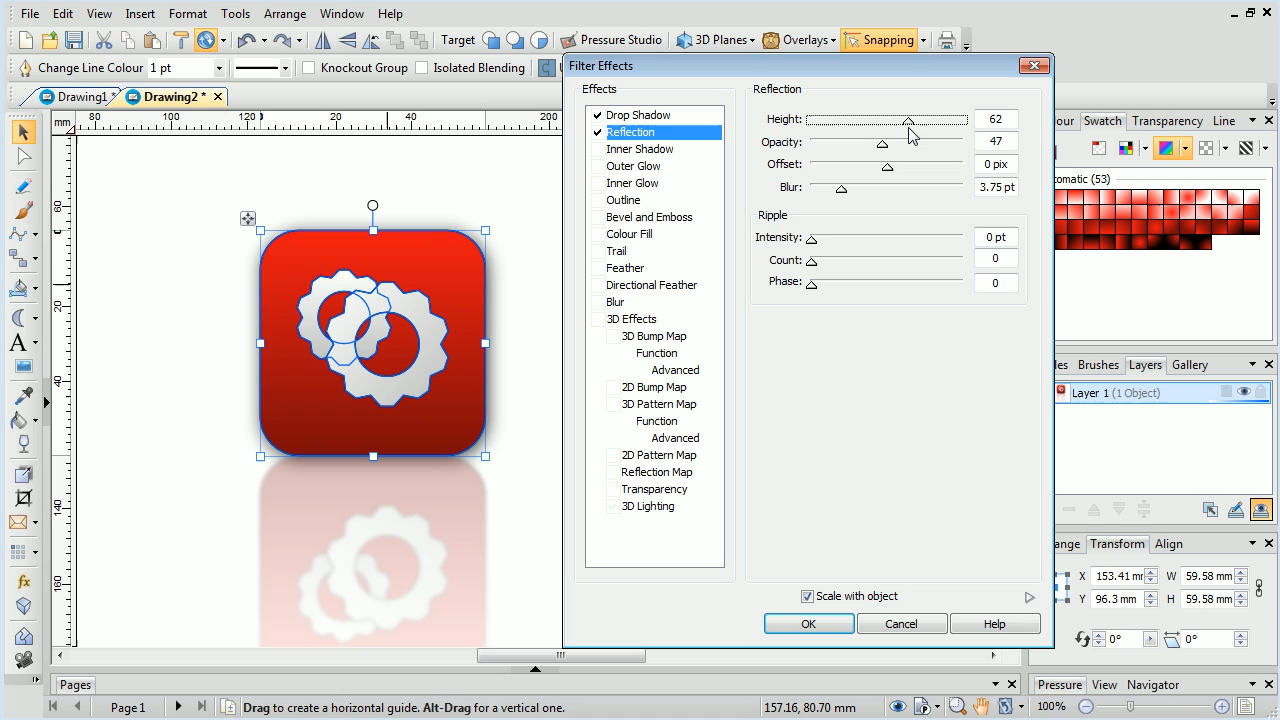 File Edit View Insert Format Tools Arrange Window Help
Target Pressure Studio 3D Planes Overlays Snapping
Change Line Colour 1 pt Knockout Group Isolated Blending
Drawing1 * Drawing2 *
mm 80 120 40 200
60
20
40
140
160
Filter Effects
Effects
Drop Shadow
Reflection
Inner Shadow
Outer Glow
Inner Glow
Outline
Bevel and Emboss
Colour Fill
Trail
Feather
Directional Feather
Blur
3D Effects
3D Bump Map
Function
Advanced
2D Bump Map
3D Pattern Map
Function
Advanced
2D Pattern Map
Reflection Map
Transparency
3D Lighting
Reflection
Height: 62
Opacity: 47
Offset: 0 pix
Blur: 3.75 pt
Ripple
Intensity: 0 pt
Count: 0
Phase: 0
Scale with object
OK Cancel Help
our Swatch Transparency Line
tomatic (53)
les Brushes Layers Gallery
Layer 1 (1 Object)
ange Transform Align
X 153.41 mm W 59.58 mm
Y 96.3 mm H 59.58 mm
0° 0°
Pages
Pressure View Navigator
Page 1 Drag to create a horizontal guide. Alt-Drag for a vertical one. 157.16, 80.70 mm 100%